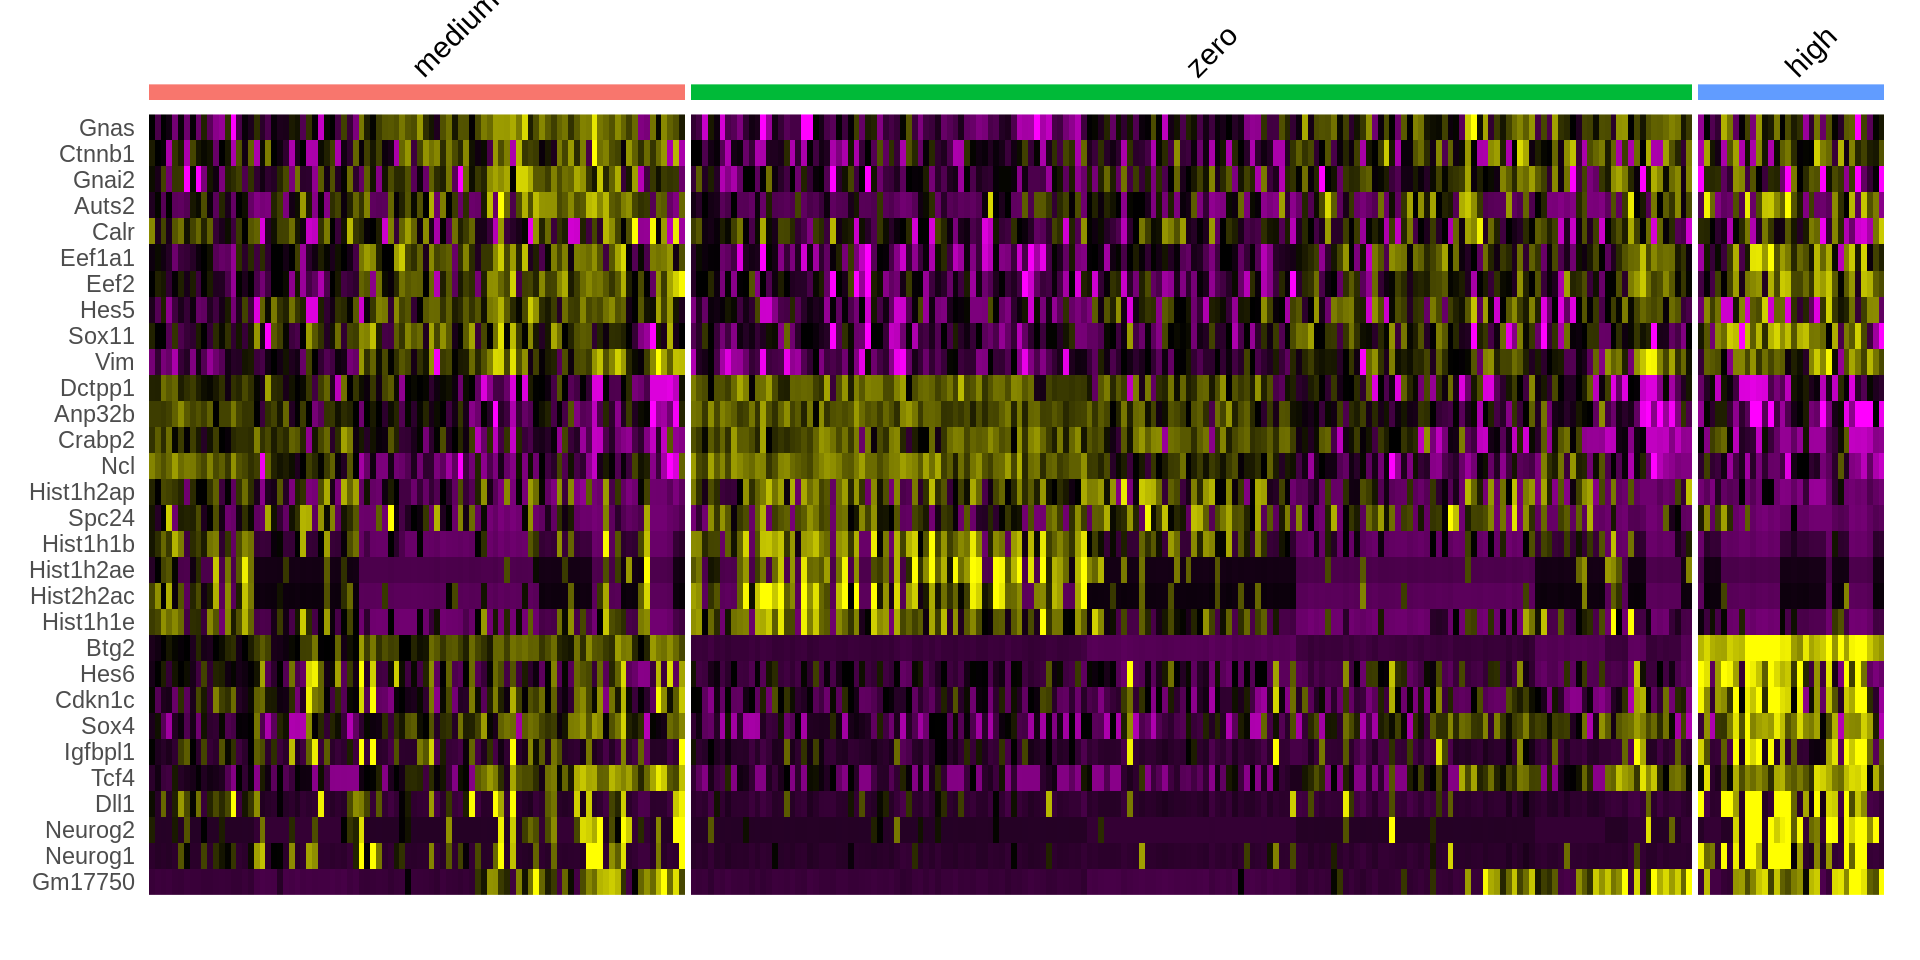 medium
zero
high
Gnas
Ctnnb1
Gnai2
Auts2
Calr
Eef1a1
Eef2
Hes5
Sox11
Vim
Dctpp1
Anp32b
Crabp2
Ncl
Hist1h2ap
Spc24
Hist1h1b
Hist1h2ae
Hist2h2ac
Hist1h1e
Btg2
Hes6
Cdkn1c
Sox4
Igfbpl1
Tcf4
Dll1
Neurog2
Neurog1
Gm17750